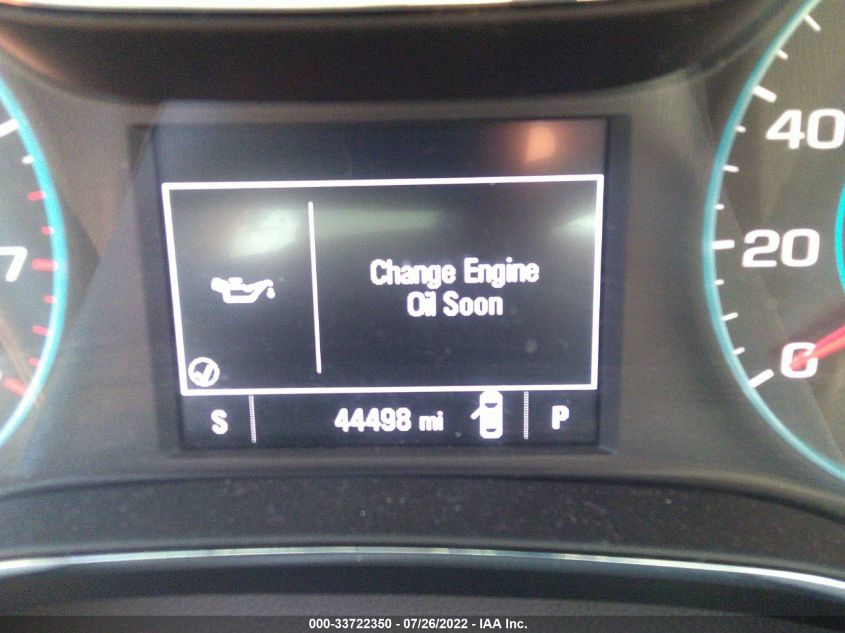 40
Change Engine
Oil Soon
20
7
0
S 44498 mi P
000-33722350 - 07/26/2022 - IAA Inc.